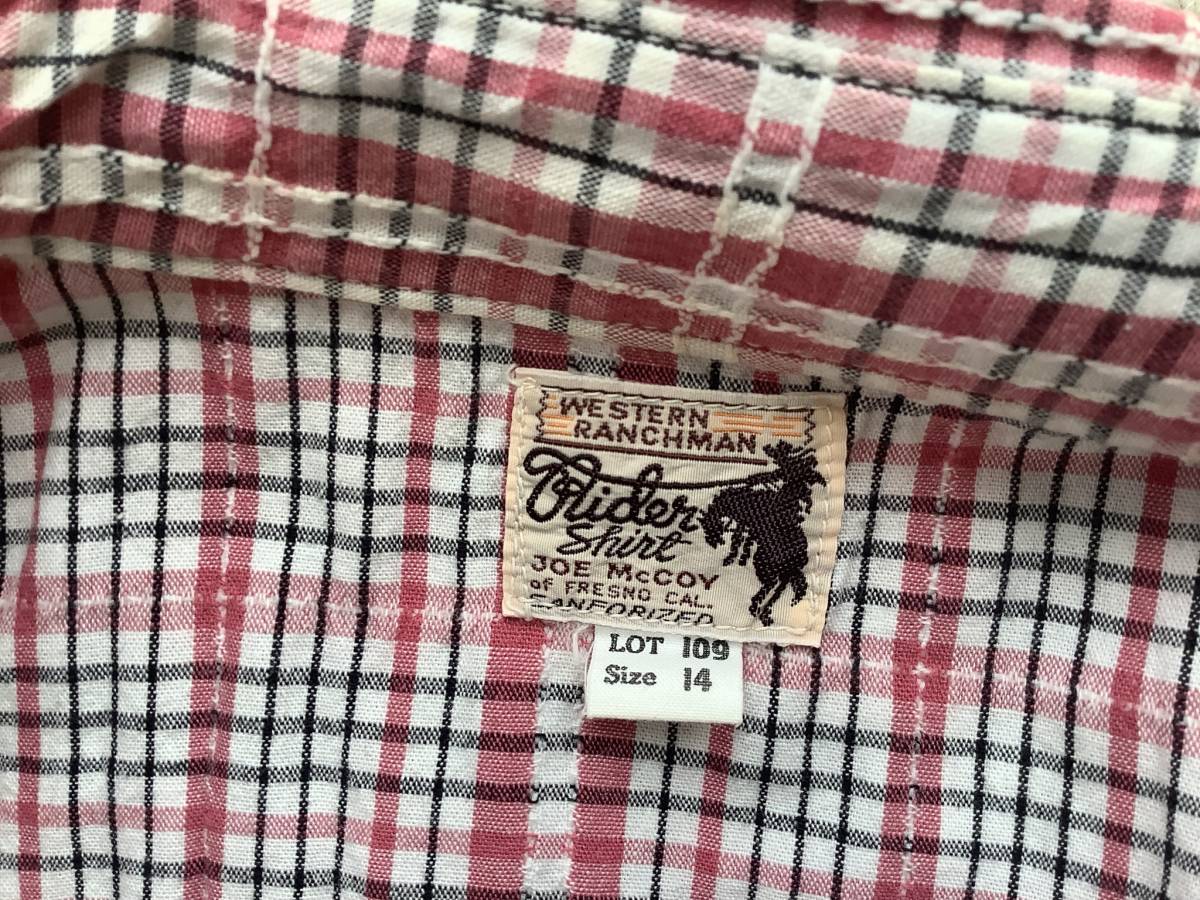 WESTERN
RANCHMAN
Rider
Shirt
JOE McCOY
of FRESNO CAL.
SANFORIZED
LOT 109
Size 14